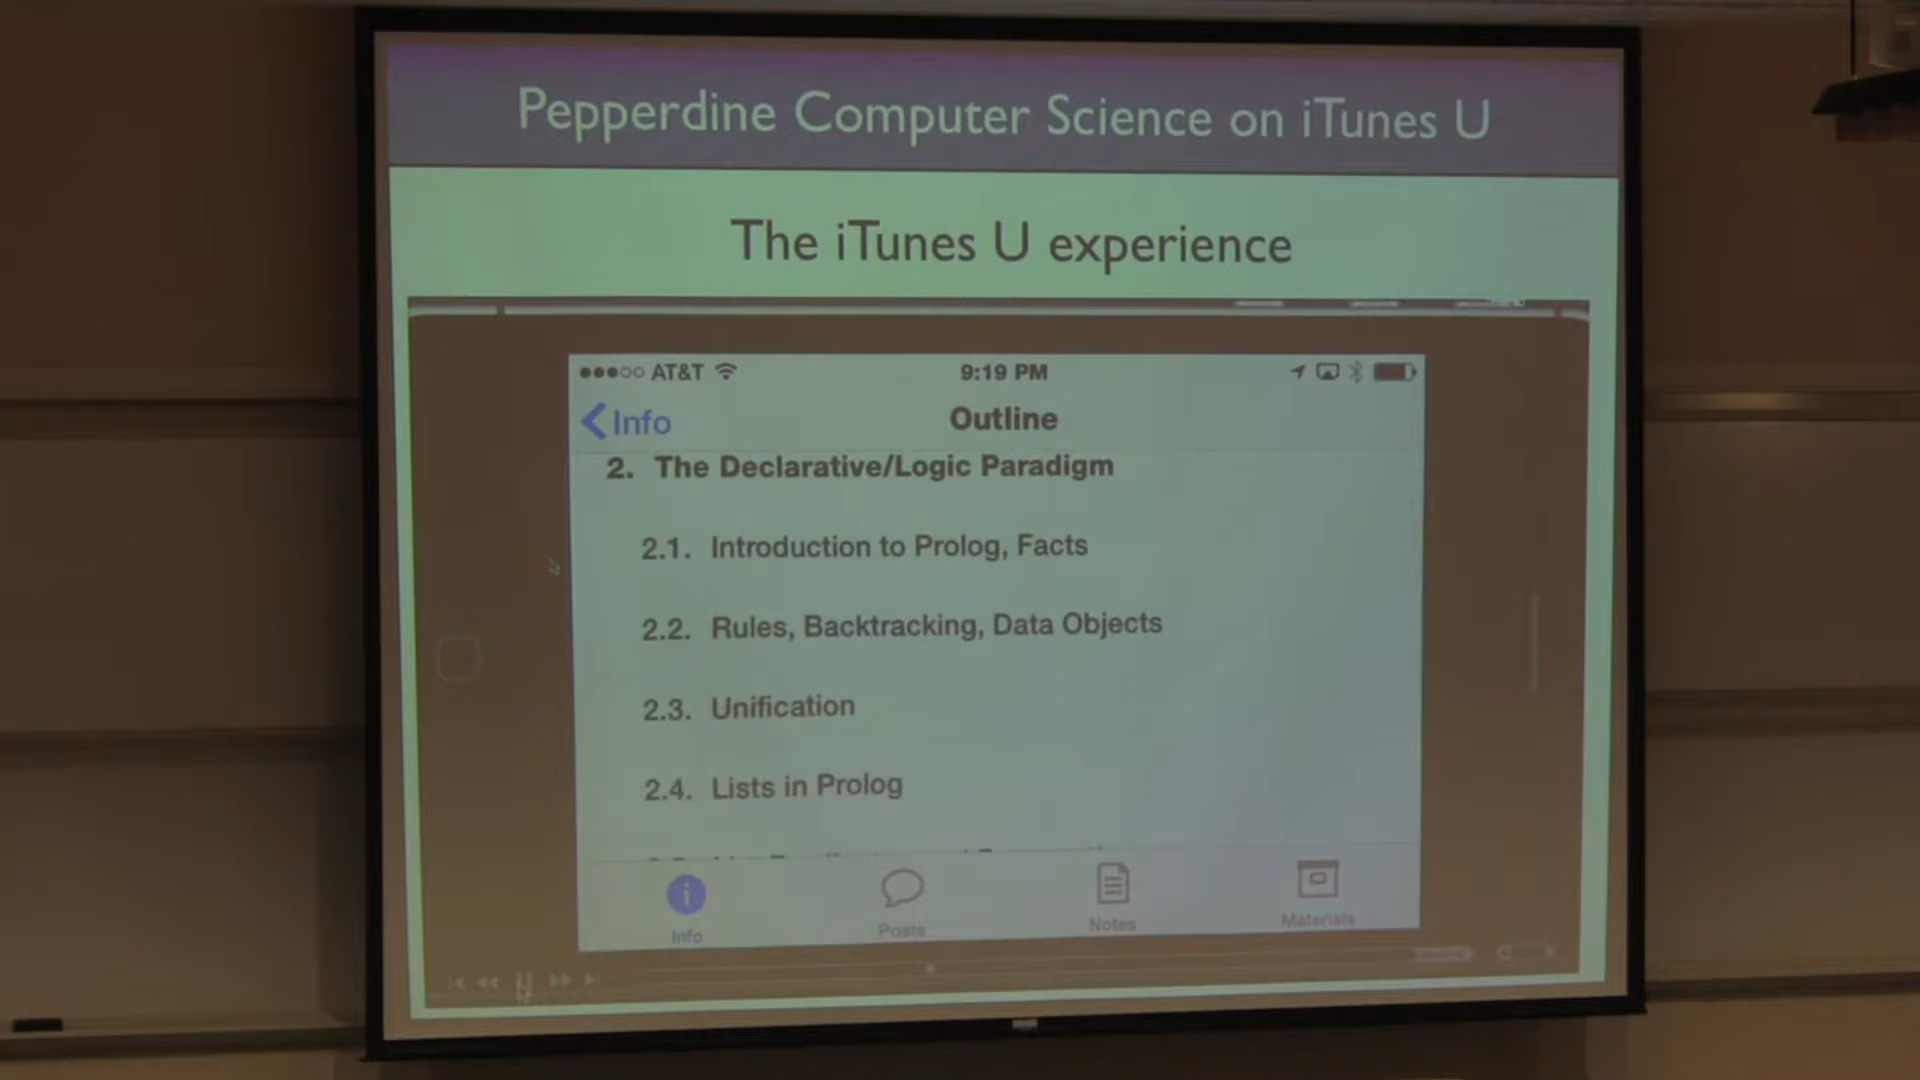 Pepperdine Computer Science on iTunes U
The iTunes U experience
AT&T 9:19 PM
Info Outline
2. The Declarative/Logic Paradigm
2.1. Introduction to Prolog, Facts
2.2. Rules, Backtracking, Data Objects
2.3. Unification
2.4. Lists in Prolog
Info Posts Notes Materials